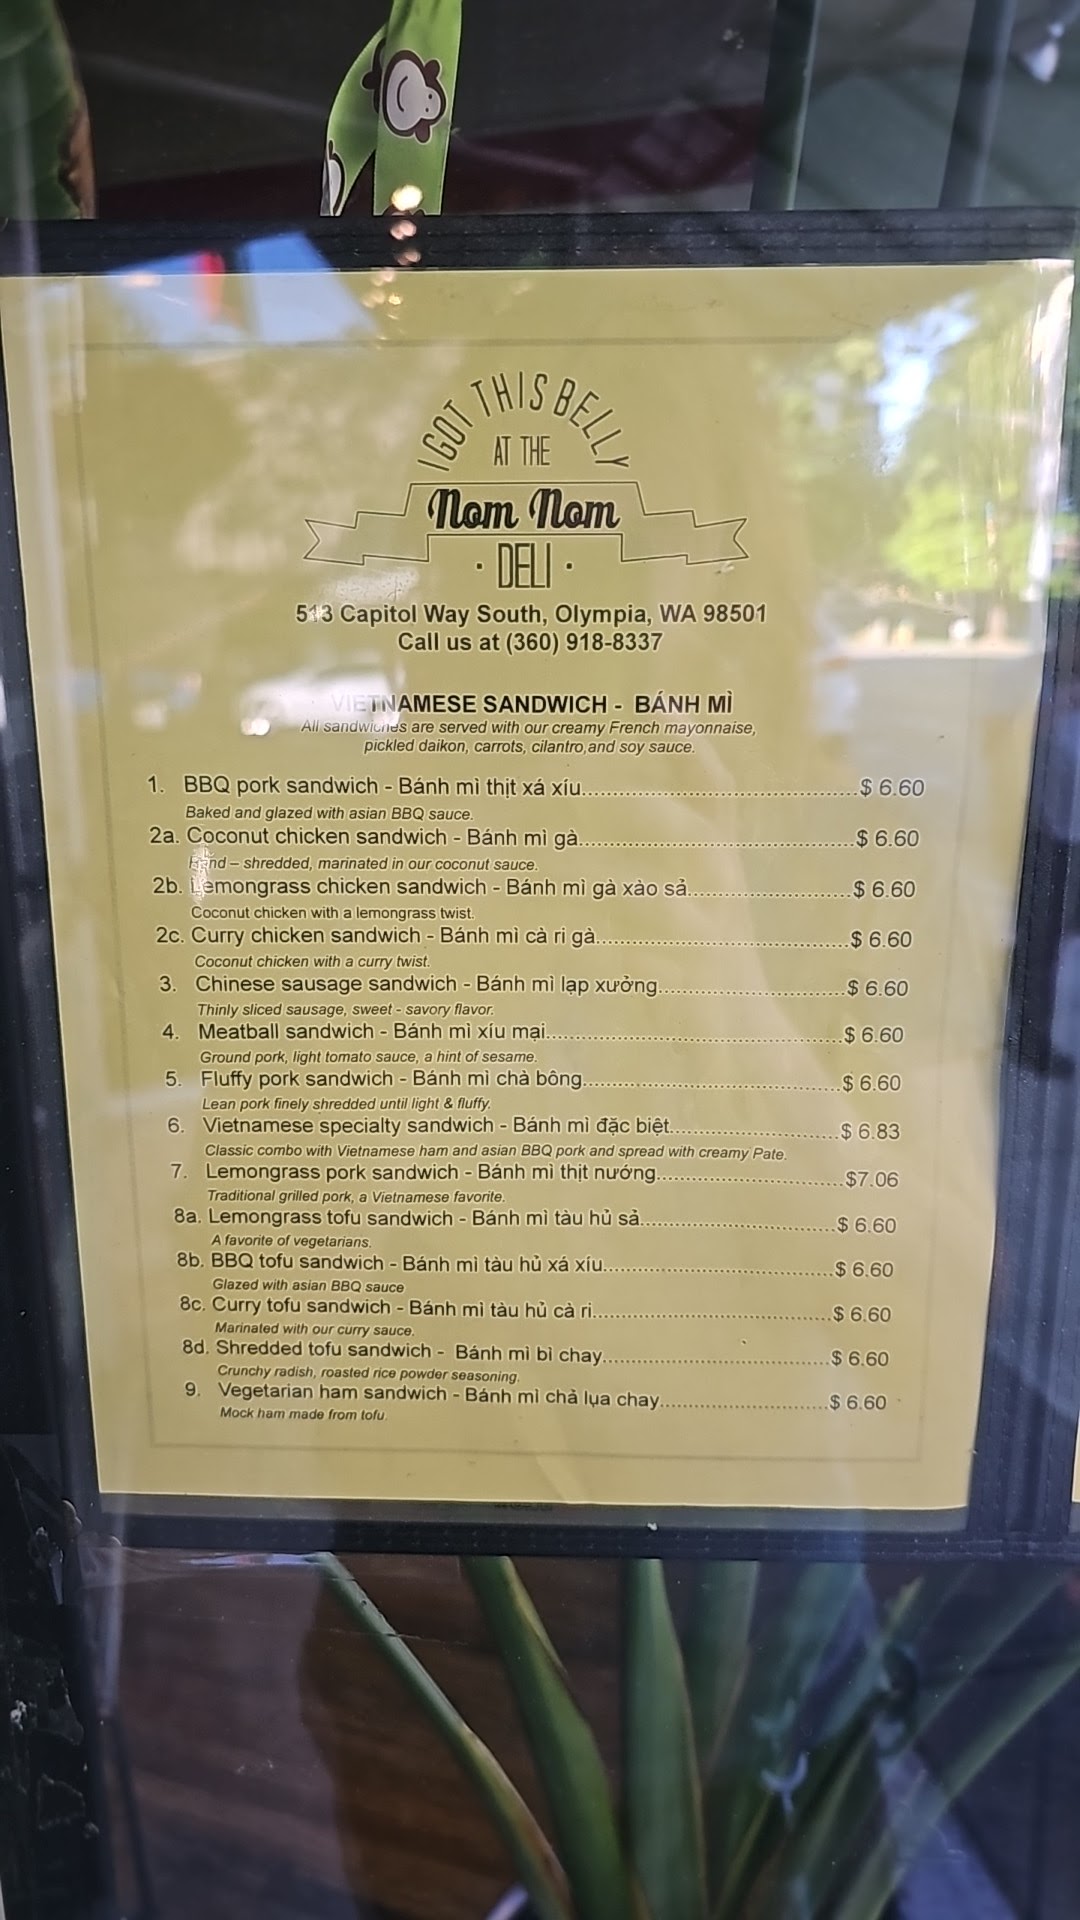 I GOT THIS BELLY
AT THE
Nom Nom
· DELI ·
513 Capitol Way South, Olympia, WA 98501
Call us at (360) 918-8337
VIETNAMESE SANDWICH - BÁNH MÌ
All sandwiches are served with our creamy French mayonnaise,
pickled daikon, carrots, cilantro,and soy sauce.
1. BBQ pork sandwich - Bánh mì thịt xá xíu..............................$ 6.60
Baked and glazed with asian BBQ sauce.
2a. Coconut chicken sandwich - Bánh mì gà..............................$ 6.60
Hand – shredded, marinated in our coconut sauce.
2b. Lemongrass chicken sandwich - Bánh mì gà xào sả....................$ 6.60
Coconut chicken with a lemongrass twist.
2c. Curry chicken sandwich - Bánh mì cà ri gà..............................$ 6.60
Coconut chicken with a curry twist.
3. Chinese sausage sandwich - Bánh mì lạp xưởng....................$ 6.60
Thinly sliced sausage, sweet - savory flavor.
4. Meatball sandwich - Bánh mì xíu mại..............................$ 6.60
Ground pork, light tomato sauce, a hint of sesame.
5. Fluffy pork sandwich - Bánh mì chà bông..............................$ 6.60
Lean pork finely shredded until light & fluffy.
6. Vietnamese specialty sandwich - Bánh mì đặc biệt....................$ 6.83
Classic combo with Vietnamese ham and asian BBQ pork and spread with creamy Pate.
7. Lemongrass pork sandwich - Bánh mì thịt nướng....................$7.06
Traditional grilled pork, a Vietnamese favorite.
8a. Lemongrass tofu sandwich - Bánh mì tàu hủ sả....................$ 6.60
A favorite of vegetarians.
8b. BBQ tofu sandwich - Bánh mì tàu hủ xá xíu..............................$ 6.60
Glazed with asian BBQ sauce
8c. Curry tofu sandwich - Bánh mì tàu hủ cà ri..............................$ 6.60
Marinated with our curry sauce.
8d. Shredded tofu sandwich - Bánh mì bì chay..............................$ 6.60
Crunchy radish, roasted rice powder seasoning.
9. Vegetarian ham sandwich - Bánh mì chả lụa chay....................$ 6.60
Mock ham made from tofu.